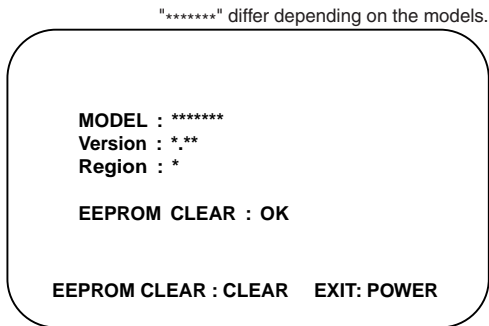 "*******" differ depending on the models.
MODEL : *******
Version : *.**
Region : *
EEPROM CLEAR : OK
EEPROM CLEAR : CLEAR EXIT: POWER